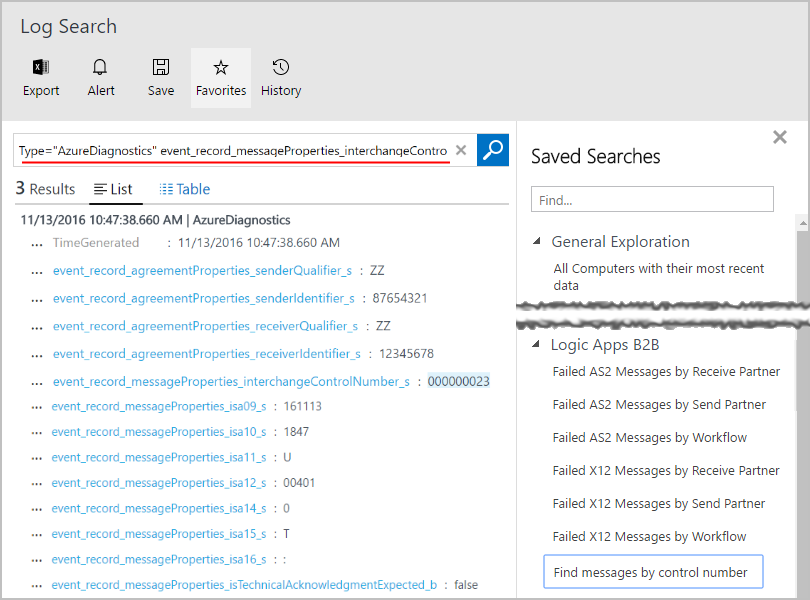 Log Search
Export Alert Save Favorites History
Type="AzureDiagnostics" event_record_messageProperties_interchangeContro
3 Results List Table
11/13/2016 10:47:38.660 AM | AzureDiagnostics
... TimeGenerated : 11/13/2016 10:47:38.660 AM
... event_record_agreementProperties_senderQualifier_s : ZZ
... event_record_agreementProperties_senderIdentifier_s : 87654321
... event_record_agreementProperties_receiverQualifier_s : ZZ
... event_record_agreementProperties_receiverIdentifier_s : 12345678
... event_record_messageProperties_interchangeControlNumber_s : 000000023
... event_record_messageProperties_isa09_s : 161113
... event_record_messageProperties_isa10_s : 1847
... event_record_messageProperties_isa11_s : U
... event_record_messageProperties_isa12_s : 00401
... event_record_messageProperties_isa14_s : 0
... event_record_messageProperties_isa15_s : T
... event_record_messageProperties_isa16_s : :
... event_record_messageProperties_isTechnicalAcknowledgmentExpected_b : false
Saved Searches
Find...
General Exploration
All Computers with their most recent
data
Logic Apps B2B
Failed AS2 Messages by Receive Partner
Failed AS2 Messages by Send Partner
Failed AS2 Messages by Workflow
Failed X12 Messages by Receive Partner
Failed X12 Messages by Send Partner
Failed X12 Messages by Workflow
Find messages by control number